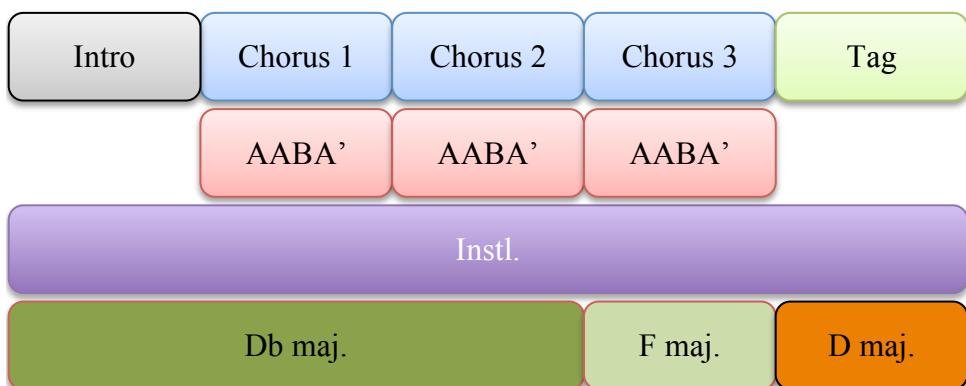 Intro Chorus 1 Chorus 2 Chorus 3 Tag
AABA’ AABA’ AABA’
Instl.
Db maj. F maj. D maj.